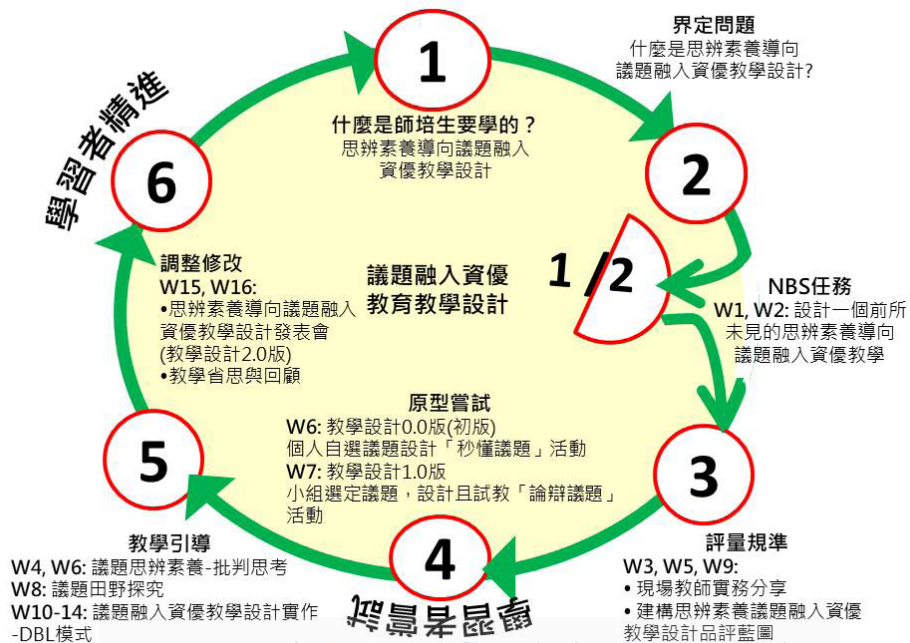 1
什麼是師培生要學的？
思辨素養導向議題融入
資優教學設計
界定問題
什麼是思辨素養導向
議題融入資優教學設計?
2
1/2
NBS任務
W1, W2: 設計一個前所
未見的思辨素養導向
議題融入資優教學
3
評量規準
W3, W5, W9:
•現場教師實務分享
•建構思辨素養議題融入資優
教學設計品評藍圖
議題融入資優
教育教學設計
原型嘗試
W6: 教學設計0.0版(初版)
個人自選議題設計「秒懂議題」活動
W7: 教學設計1.0版
小組選定議題，設計且試教「論辯議題」
活動
4
學習者嘗試
5
教學引導
W4, W6: 議題思辨素養-批判思考
W8: 議題田野探究
W10-14: 議題融入資優教學設計實作
-DBL模式
調整修改
W15, W16:
•思辨素養導向議題融入
資優教學設計發表會
(教學設計2.0版)
•教學省思與回顧
6
學習者精進